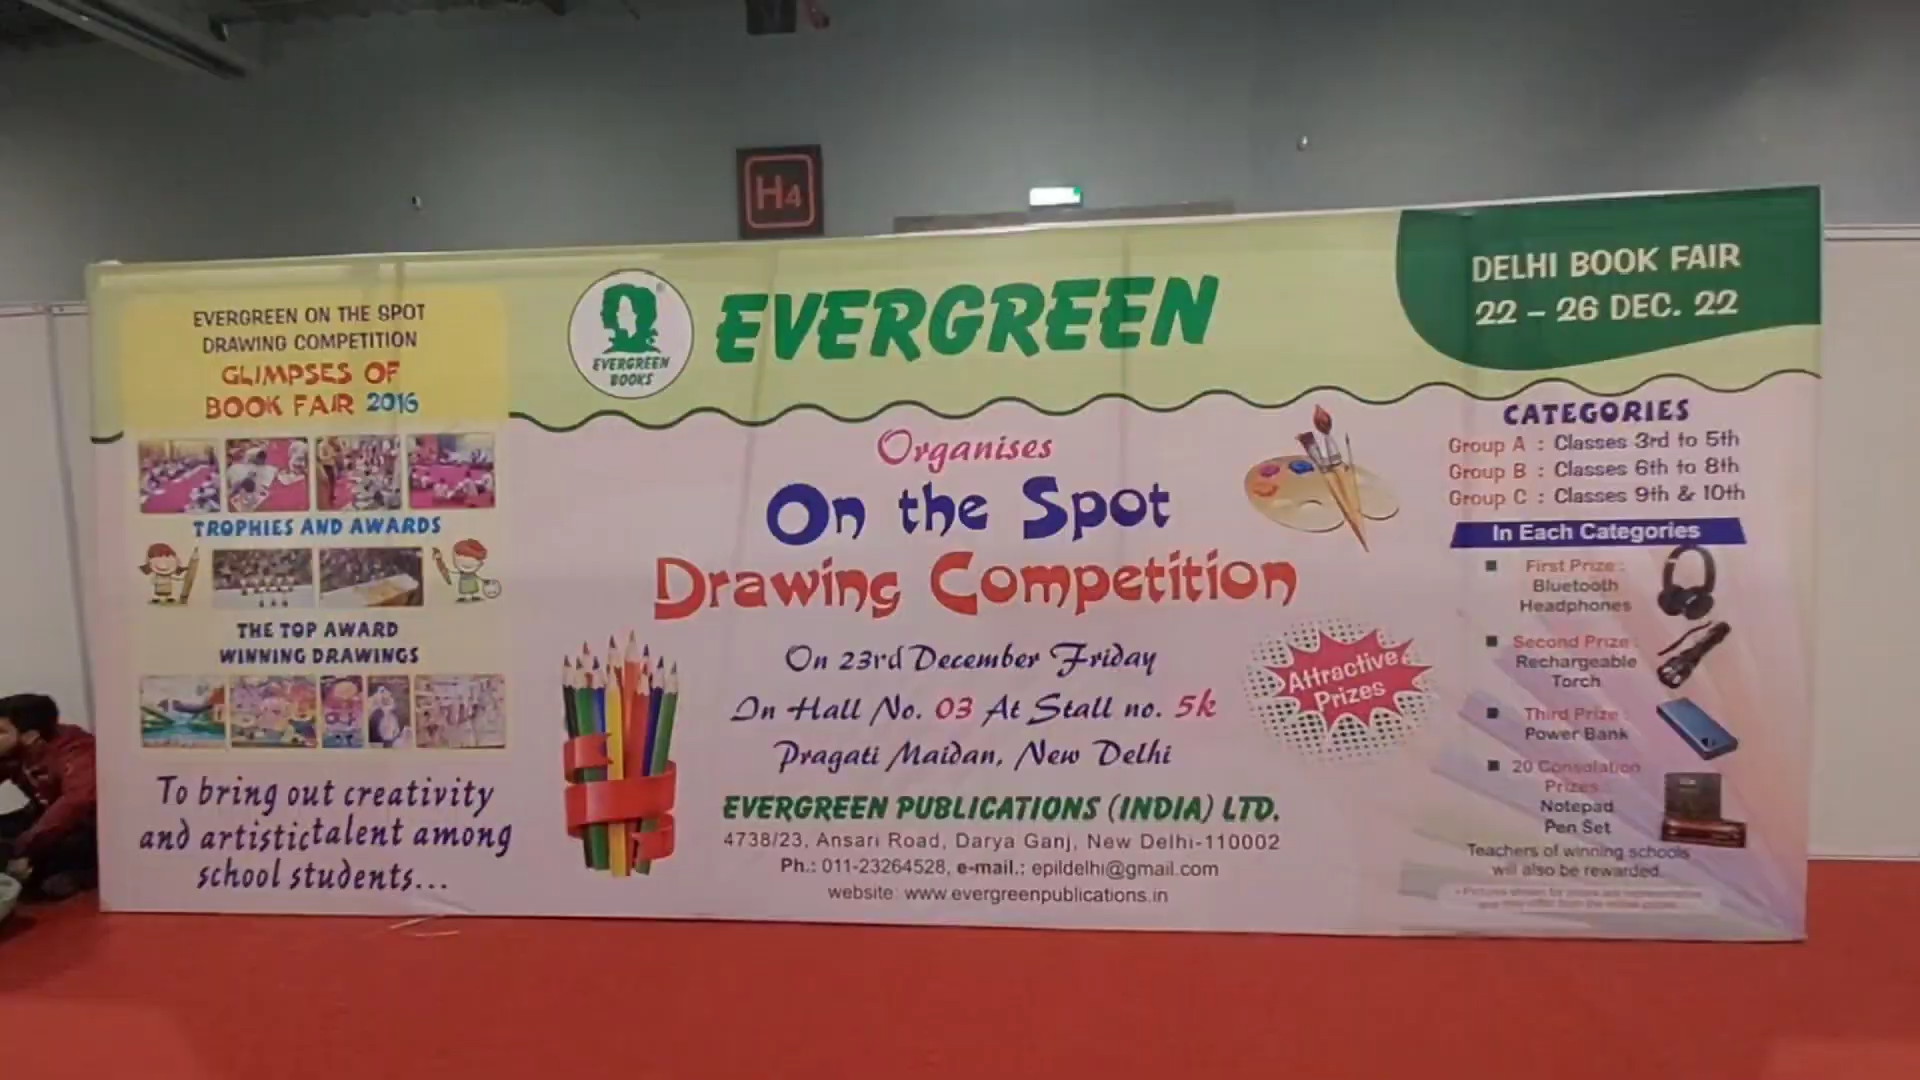 H4
EVERGREEN ON THE SPOT
DRAWING COMPETITION
GLIMPSES OF
BOOK FAIR 2016
TROPHIES AND AWARDS
THE TOP AWARD
WINNING DRAWINGS
To bring out creativity
and artistictalent among
school students...
EVERGREEN
BOOKS
®
EVERGREEN
Organises
On the Spot
Drawing Competition
On 23rd December Friday
In Hall No. 03 At Stall no. 5k
Pragati Maidan, New Delhi
EVERGREEN PUBLICATIONS (INDIA) LTD.
4738/23, Ansari Road, Darya Ganj, New Delhi-110002
Ph.: 011-23264528, e-mail.: epildelhi@gmail.com
website: www.evergreenpublications.in
Attractive
Prizes
DELHI BOOK FAIR
22 – 26 DEC. 22
CATEGORIES
Group A : Classes 3rd to 5th
Group B : Classes 6th to 8th
Group C : Classes 9th & 10th
In Each Categories
First Prize :
Bluetooth
Headphones
Second Prize :
Rechargeable
Torch
Third Prize :
Power Bank
20 Consolation
Prizes :
Notepad
Pen Set
Teachers of winning schools
will also be rewarded.